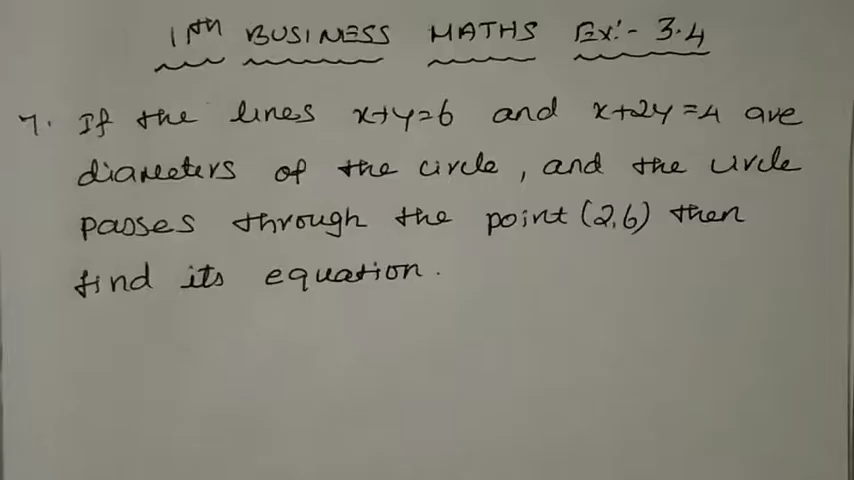 11th BUSINESS MATHS Ex:- 3.4
7. If the lines x+y=6 and x+2y=4 are
diameters of the circle, and the circle
passes through the point (2,6) then
find its equation.